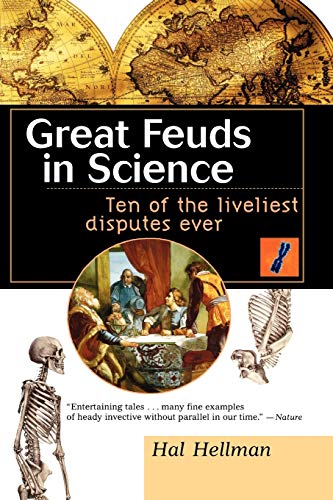 Great Feuds
in Science
Ten of the liveliest
disputes ever
“Entertaining tales . . . many fine examples
of heady invective without parallel in our time.” — Nature
Hal Hellman